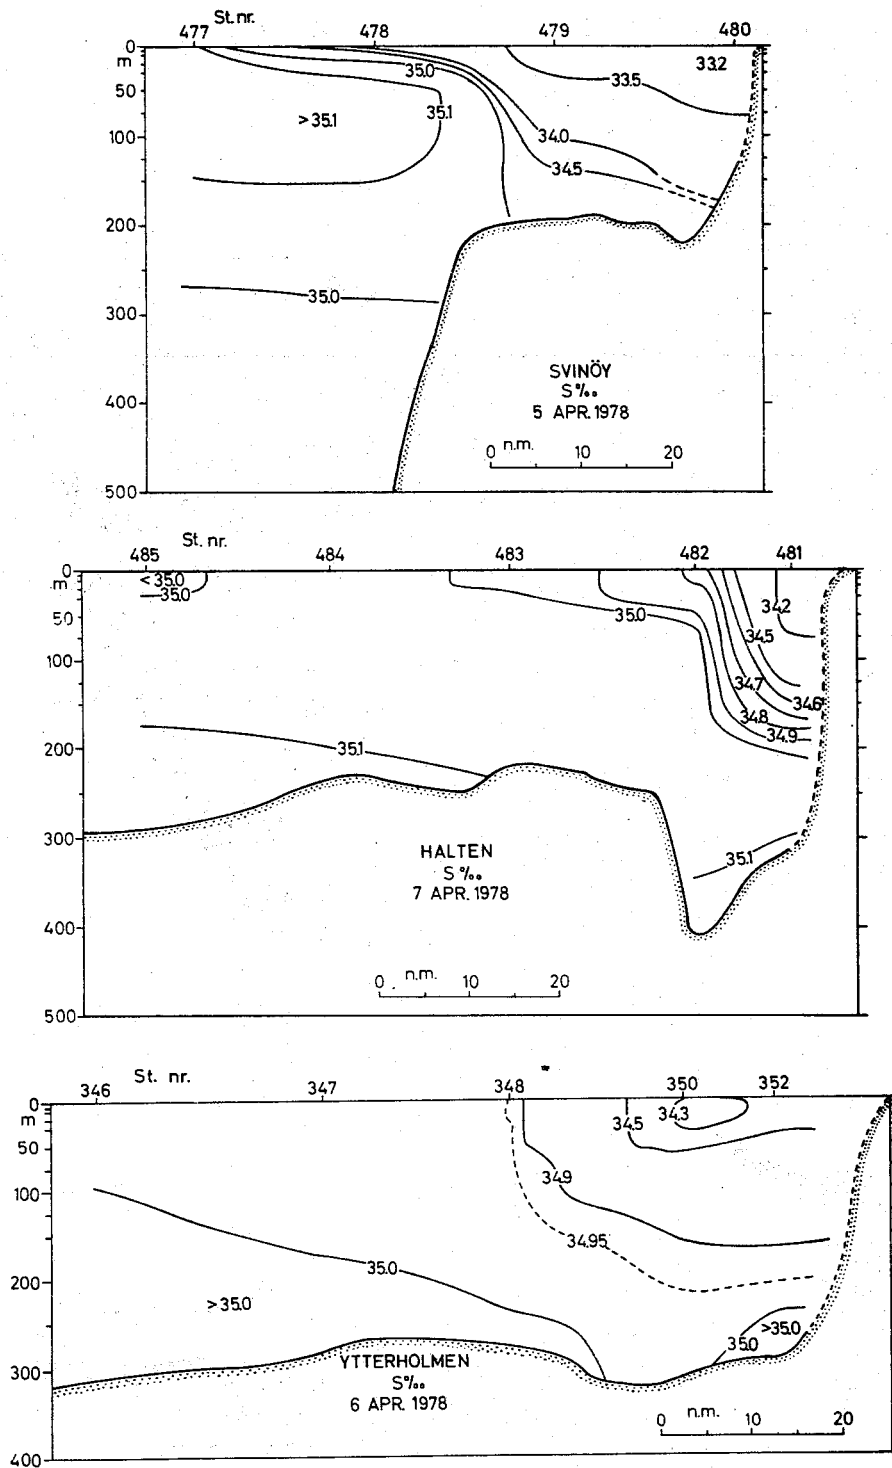 St.nr.
477 478 479 480
0
m
50
100
200
300
400
500
35.0
33.5
33.2
35.1
> 35.1
34.0
34.5
35.0
SVINÖY
S‰
5 APR. 1978
0 n.m. 10 20
St. nr.
485 484 483 482 481
0
m
50
100
200
300
400
500
< 35.0
35.0
35.0
34.2
34.5
34.7
34.6
34.8
34.9
35.1
35.1
HALTEN
S‰
7 APR. 1978
0 n.m. 10 20
St. nr.
346 347 348 350 352
0
m
50
100
200
300
400
34.5
34.3
34.9
34.95
35.0
>35.0
35.0
>35.0
YTTERHOLMEN
S‰
6 APR. 1978
0 n.m. 10 20